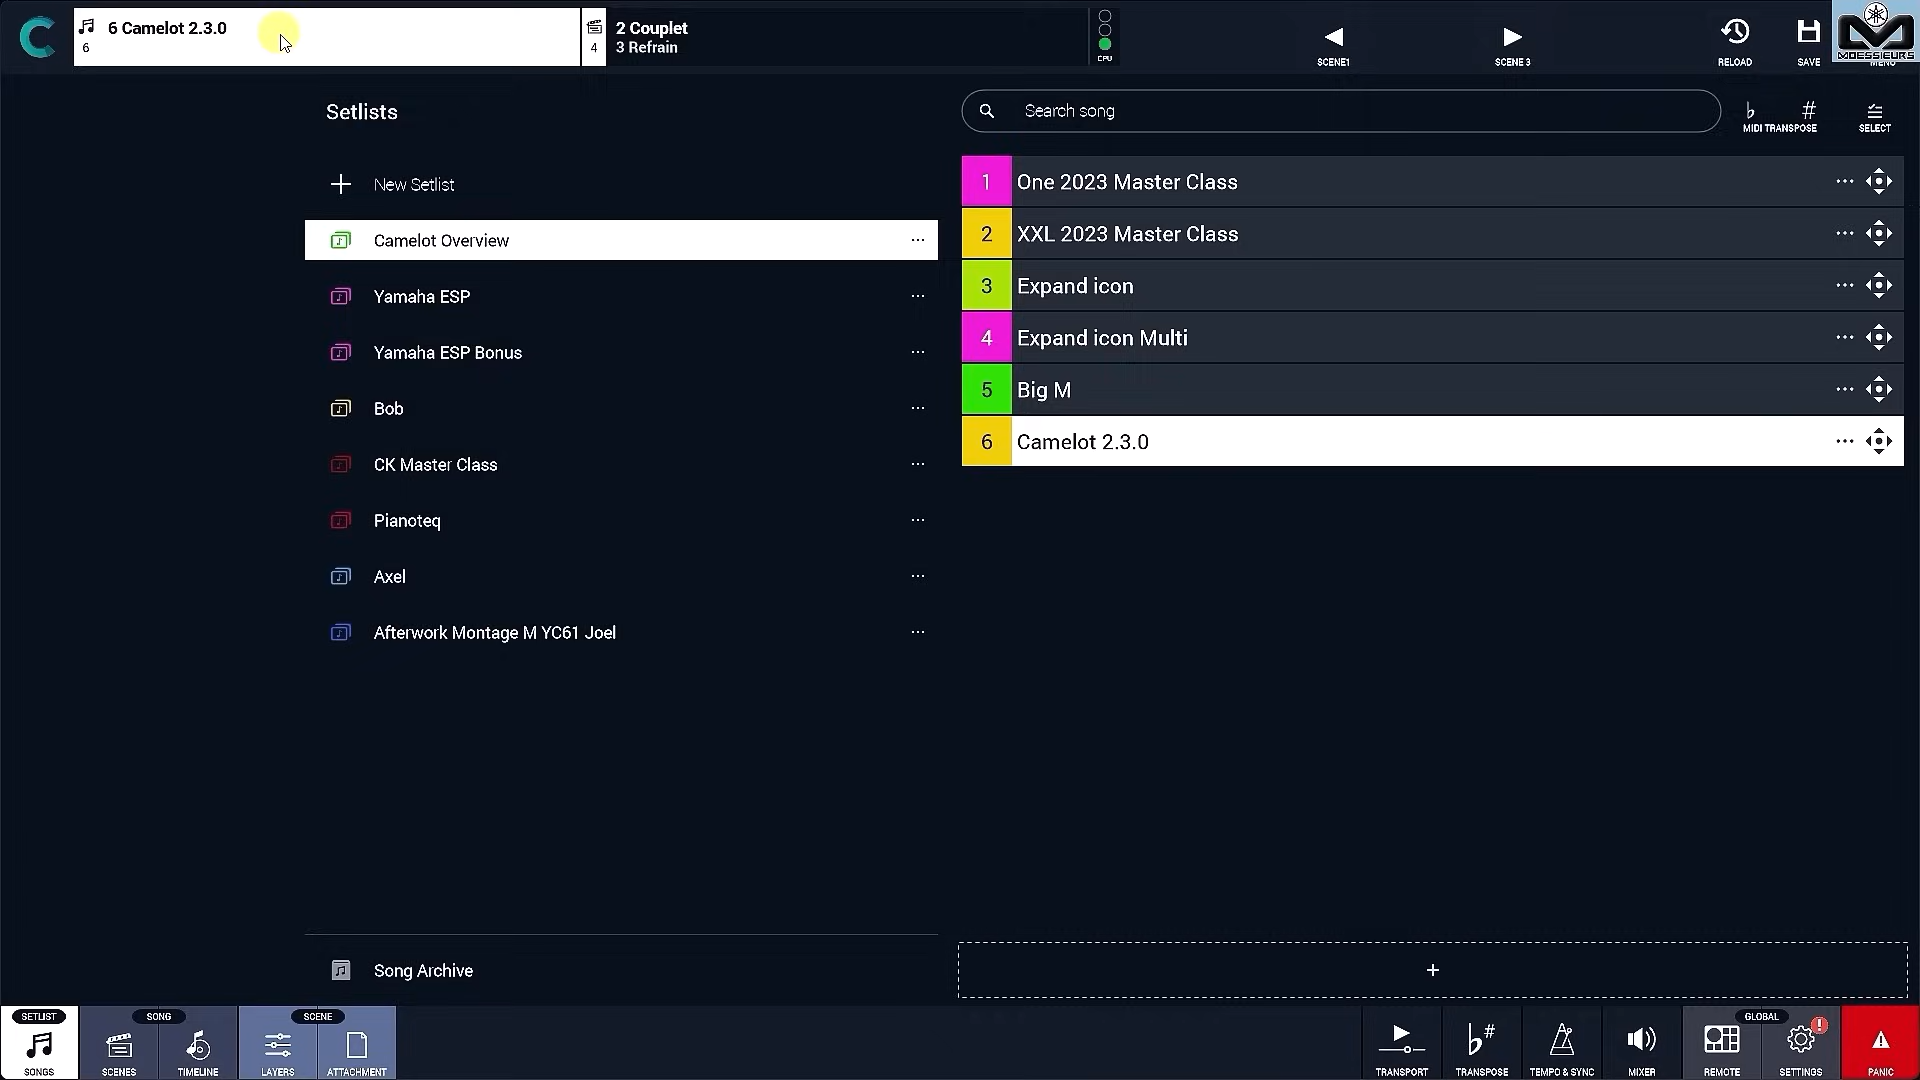 6 Camelot 2.3.0
6
4
2 Couplet
3 Refrain
CPU
SCENE1
SCENE 3
RELOAD
SAVE
MENU
MOESSIEURS
Setlists
Search song
MIDI TRANSPOSE
SELECT
New Setlist
Camelot Overview
Yamaha ESP
Yamaha ESP Bonus
Bob
CK Master Class
Pianoteq
Axel
Afterwork Montage M YC61 Joel
Song Archive
1 One 2023 Master Class
2 XXL 2023 Master Class
3 Expand icon
4 Expand icon Multi
5 Big M
6 Camelot 2.3.0
+
SETLIST
SONGS
SONG
SCENES
TIMELINE
SCENE
LAYERS
ATTACHMENT
TRANSPORT
TRANSPOSE
TEMPO & SYNC
MIXER
GLOBAL
REMOTE
SETTINGS
PANIC